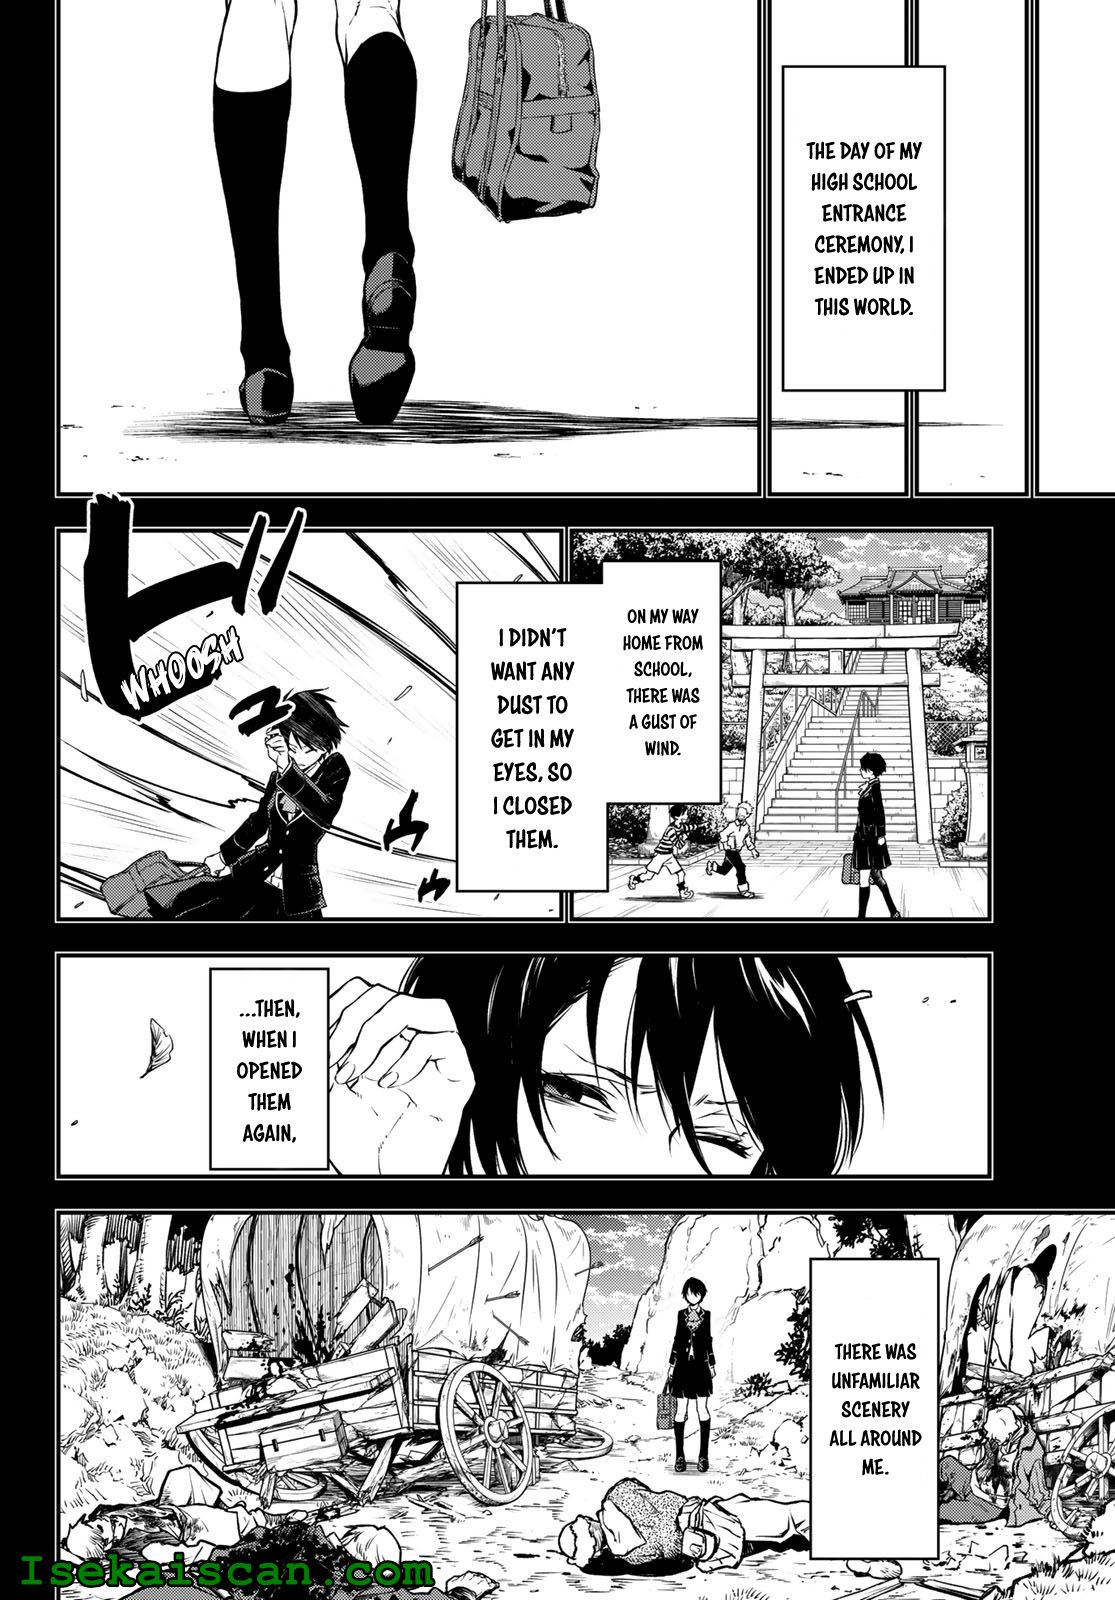 THE DAY OF MY
HIGH SCHOOL
ENTRANCE
CEREMONY, I
ENDED UP IN
THIS WORLD.
ON MY WAY
HOME FROM
SCHOOL,
THERE WAS
A GUST OF
WIND.
I DIDN'T
WANT ANY
DUST TO
GET IN MY
EYES, SO
I CLOSED
THEM.
WHOOSH
...THEN,
WHEN I
OPENED
THEM
AGAIN,
THERE WAS
UNFAMILIAR
SCENERY
ALL AROUND
ME.
Isekaiscan.com